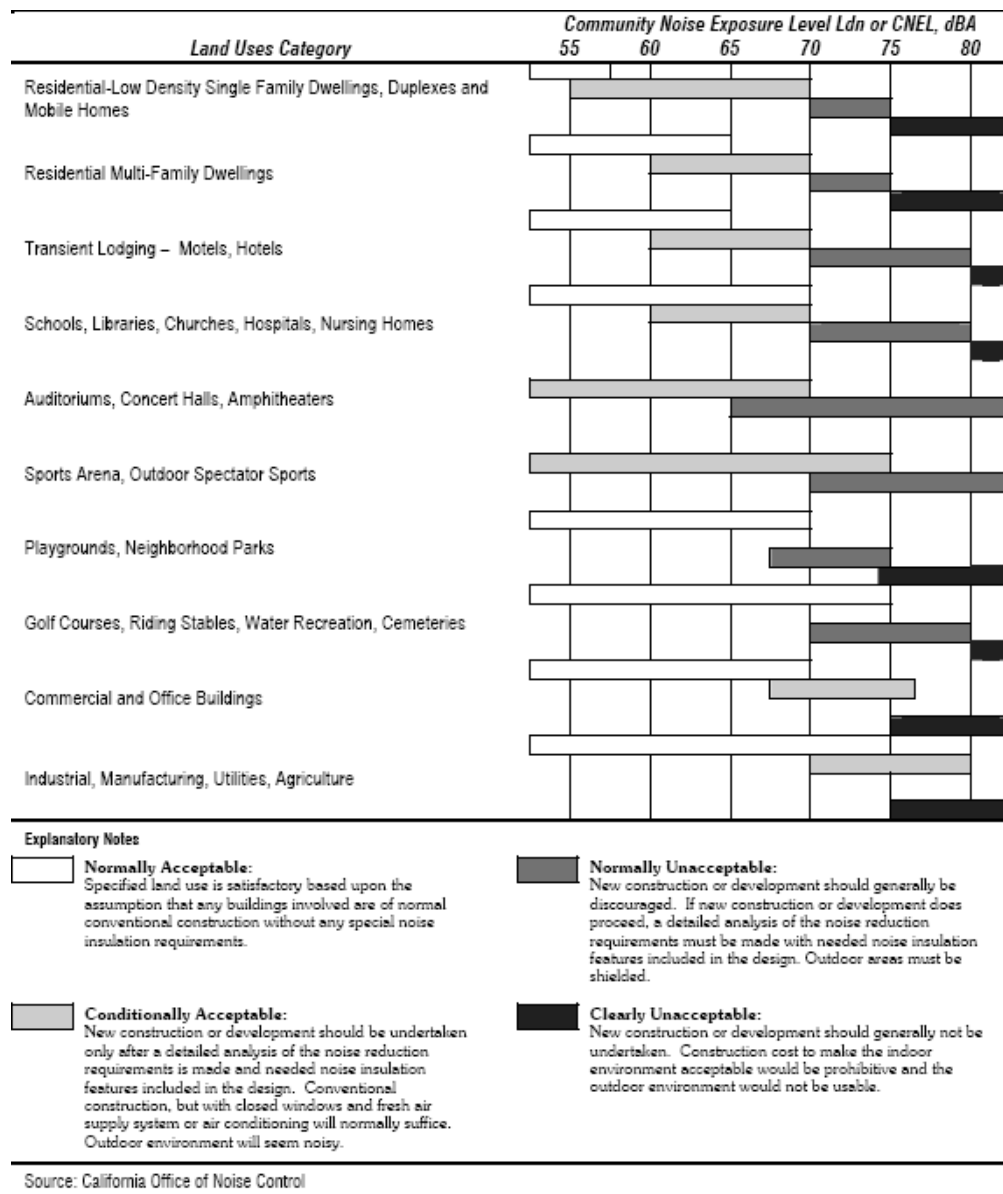 Community Noise Exposure Level Ldn or CNEL, dBA
Land Uses Category 55 60 65 70 75 80
Residential-Low Density Single Family Dwellings, Duplexes and
Mobile Homes
Residential Multi-Family Dwellings
Transient Lodging – Motels, Hotels
Schools, Libraries, Churches, Hospitals, Nursing Homes
Auditoriums, Concert Halls, Amphitheaters
Sports Arena, Outdoor Spectator Sports
Playgrounds, Neighborhood Parks
Golf Courses, Riding Stables, Water Recreation, Cemeteries
Commercial and Office Buildings
Industrial, Manufacturing, Utilities, Agriculture
Explanatory Notes
Normally Acceptable:
Specified land use is satisfactory based upon the
assumption that any buildings involved are of normal
conventional construction without any special noise
insulation requirements.
Normally Unacceptable:
New construction or development should generally be
discouraged. If new construction or development does
proceed, a detailed analysis of the noise reduction
requirements must be made with needed noise insulation
features included in the design. Outdoor areas must be
shielded.
Conditionally Acceptable:
New construction or development should be undertaken
only after a detailed analysis of the noise reduction
requirements is made and needed noise insulation
features included in the design. Conventional
construction, but with closed windows and fresh air
supply system or air conditioning will normally suffice.
Outdoor environment will seem noisy.
Clearly Unacceptable:
New construction or development should generally not be
undertaken. Construction cost to make the indoor
environment acceptable would be prohibitive and the
outdoor environment would not be usable.
Source: California Office of Noise Control